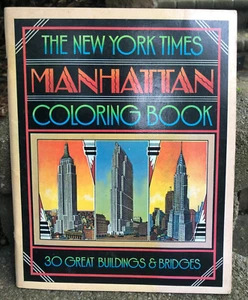 THE NEW YORK TIMES
MANHATTAN
COLORING BOOK
30 GREAT BUILDINGS & BRIDGES